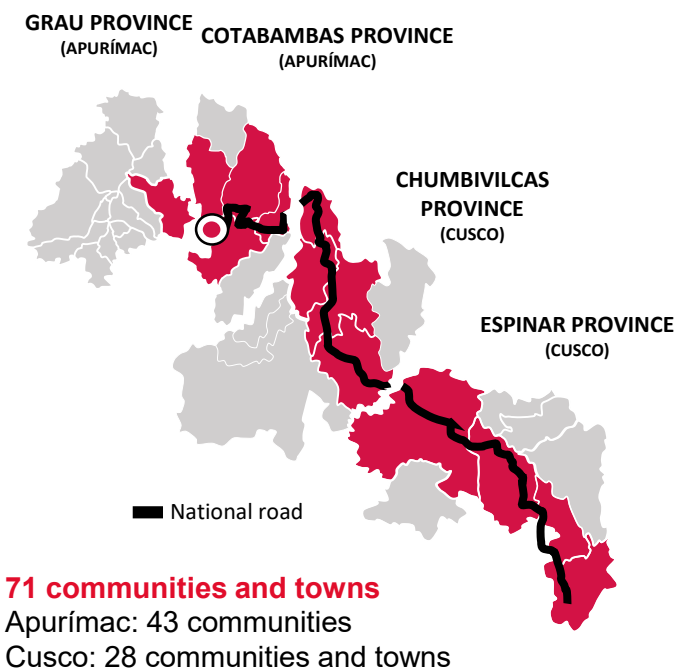 GRAU PROVINCE
(APURÍMAC)
COTABAMBAS PROVINCE
(APURÍMAC)
CHUMBIVILCAS
PROVINCE
(CUSCO)
ESPINAR PROVINCE
(CUSCO)
National road
71 communities and towns
Apurímac: 43 communities
Cusco: 28 communities and towns